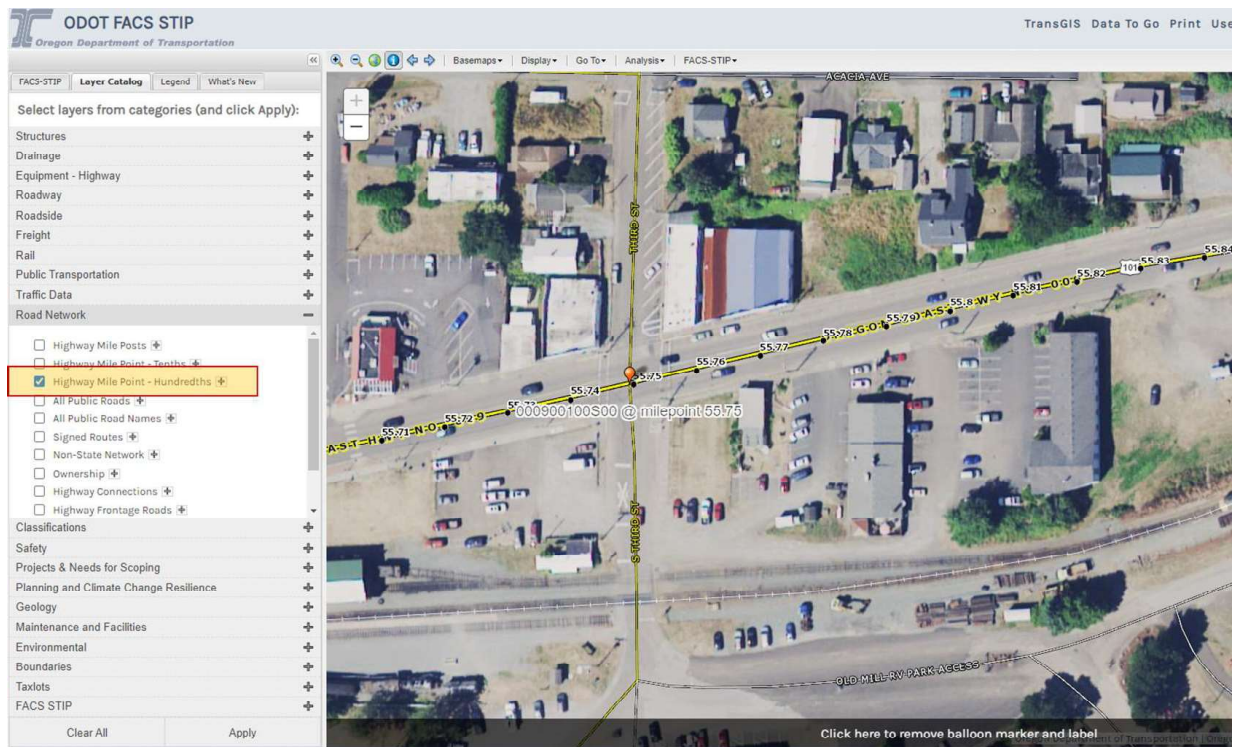 ODOT FACS STIP
Oregon Department of Transportation
TransGIS Data To Go Print Use
Basemaps Display Go To Analysis FACS-STIP
FACS-STIP Layer Catalog Legend What's New
Select layers from categories (and click Apply):
Structures
Drainage
Equipment - Highway
Roadway
Roadside
Freight
Rail
Public Transportation
Traffic Data
Road Network
Highway Mile Posts
Highway Mile Point - Tenths
Highway Mile Point - Hundredths
All Public Roads
All Public Road Names
Signed Routes
Non-State Network
Ownership
Highway Connections
Highway Frontage Roads
Classifications
Safety
Projects & Needs for Scoping
Planning and Climate Change Resilience
Geology
Maintenance and Facilities
Environmental
Boundaries
Taxlots
FACS STIP
Clear All Apply
ACACIA AVE
THIRD ST
55.84
55.83
101
55.82
55.81
55.8
55.79
55.78
55.77
55.76
55.75
55.74
55.73
55.72
55.71
000900100S00 @ milepoint 55.75
S THIRD ST
OLD MILL RV PARK ACCESS
Click here to remove balloon marker and label